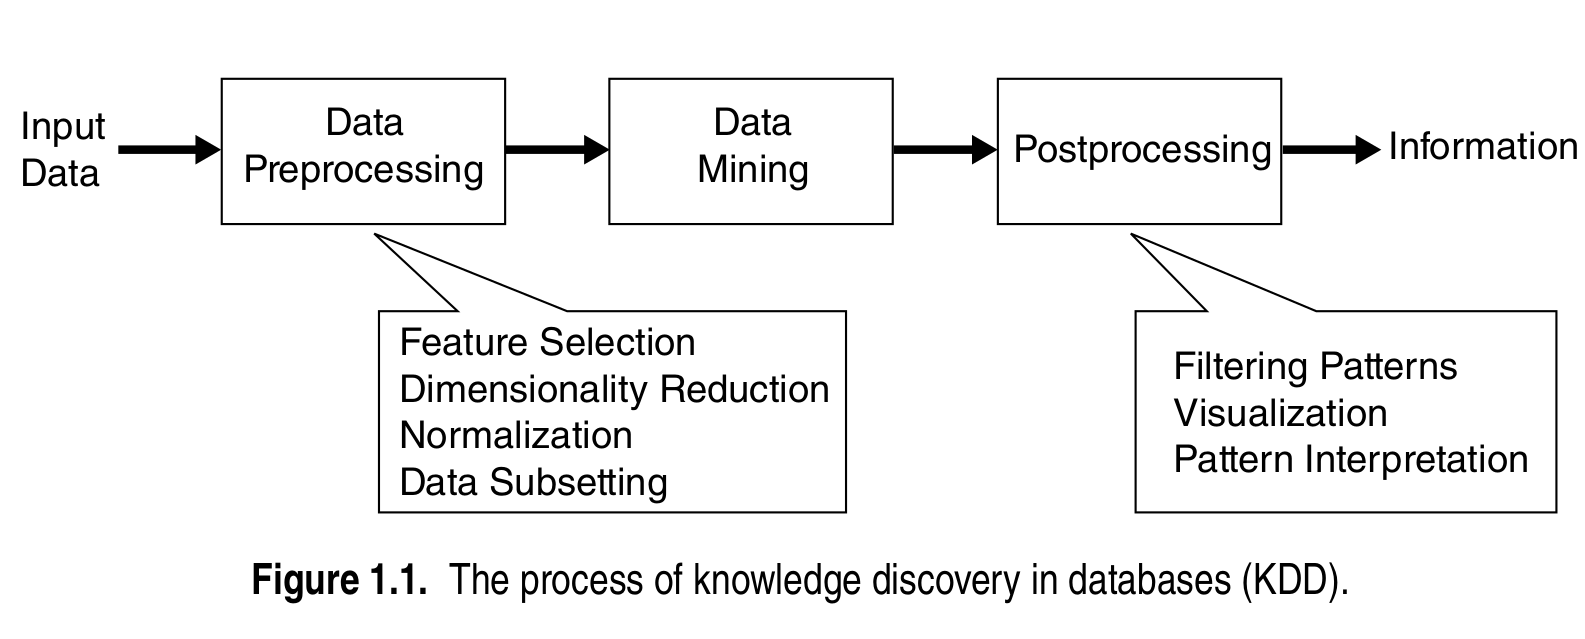 Input
Data
Data
Preprocessing
Data
Mining
Postprocessing
Information
Feature Selection
Dimensionality Reduction
Normalization
Data Subsetting
Filtering Patterns
Visualization
Pattern Interpretation
Figure 1.1. The process of knowledge discovery in databases (KDD).